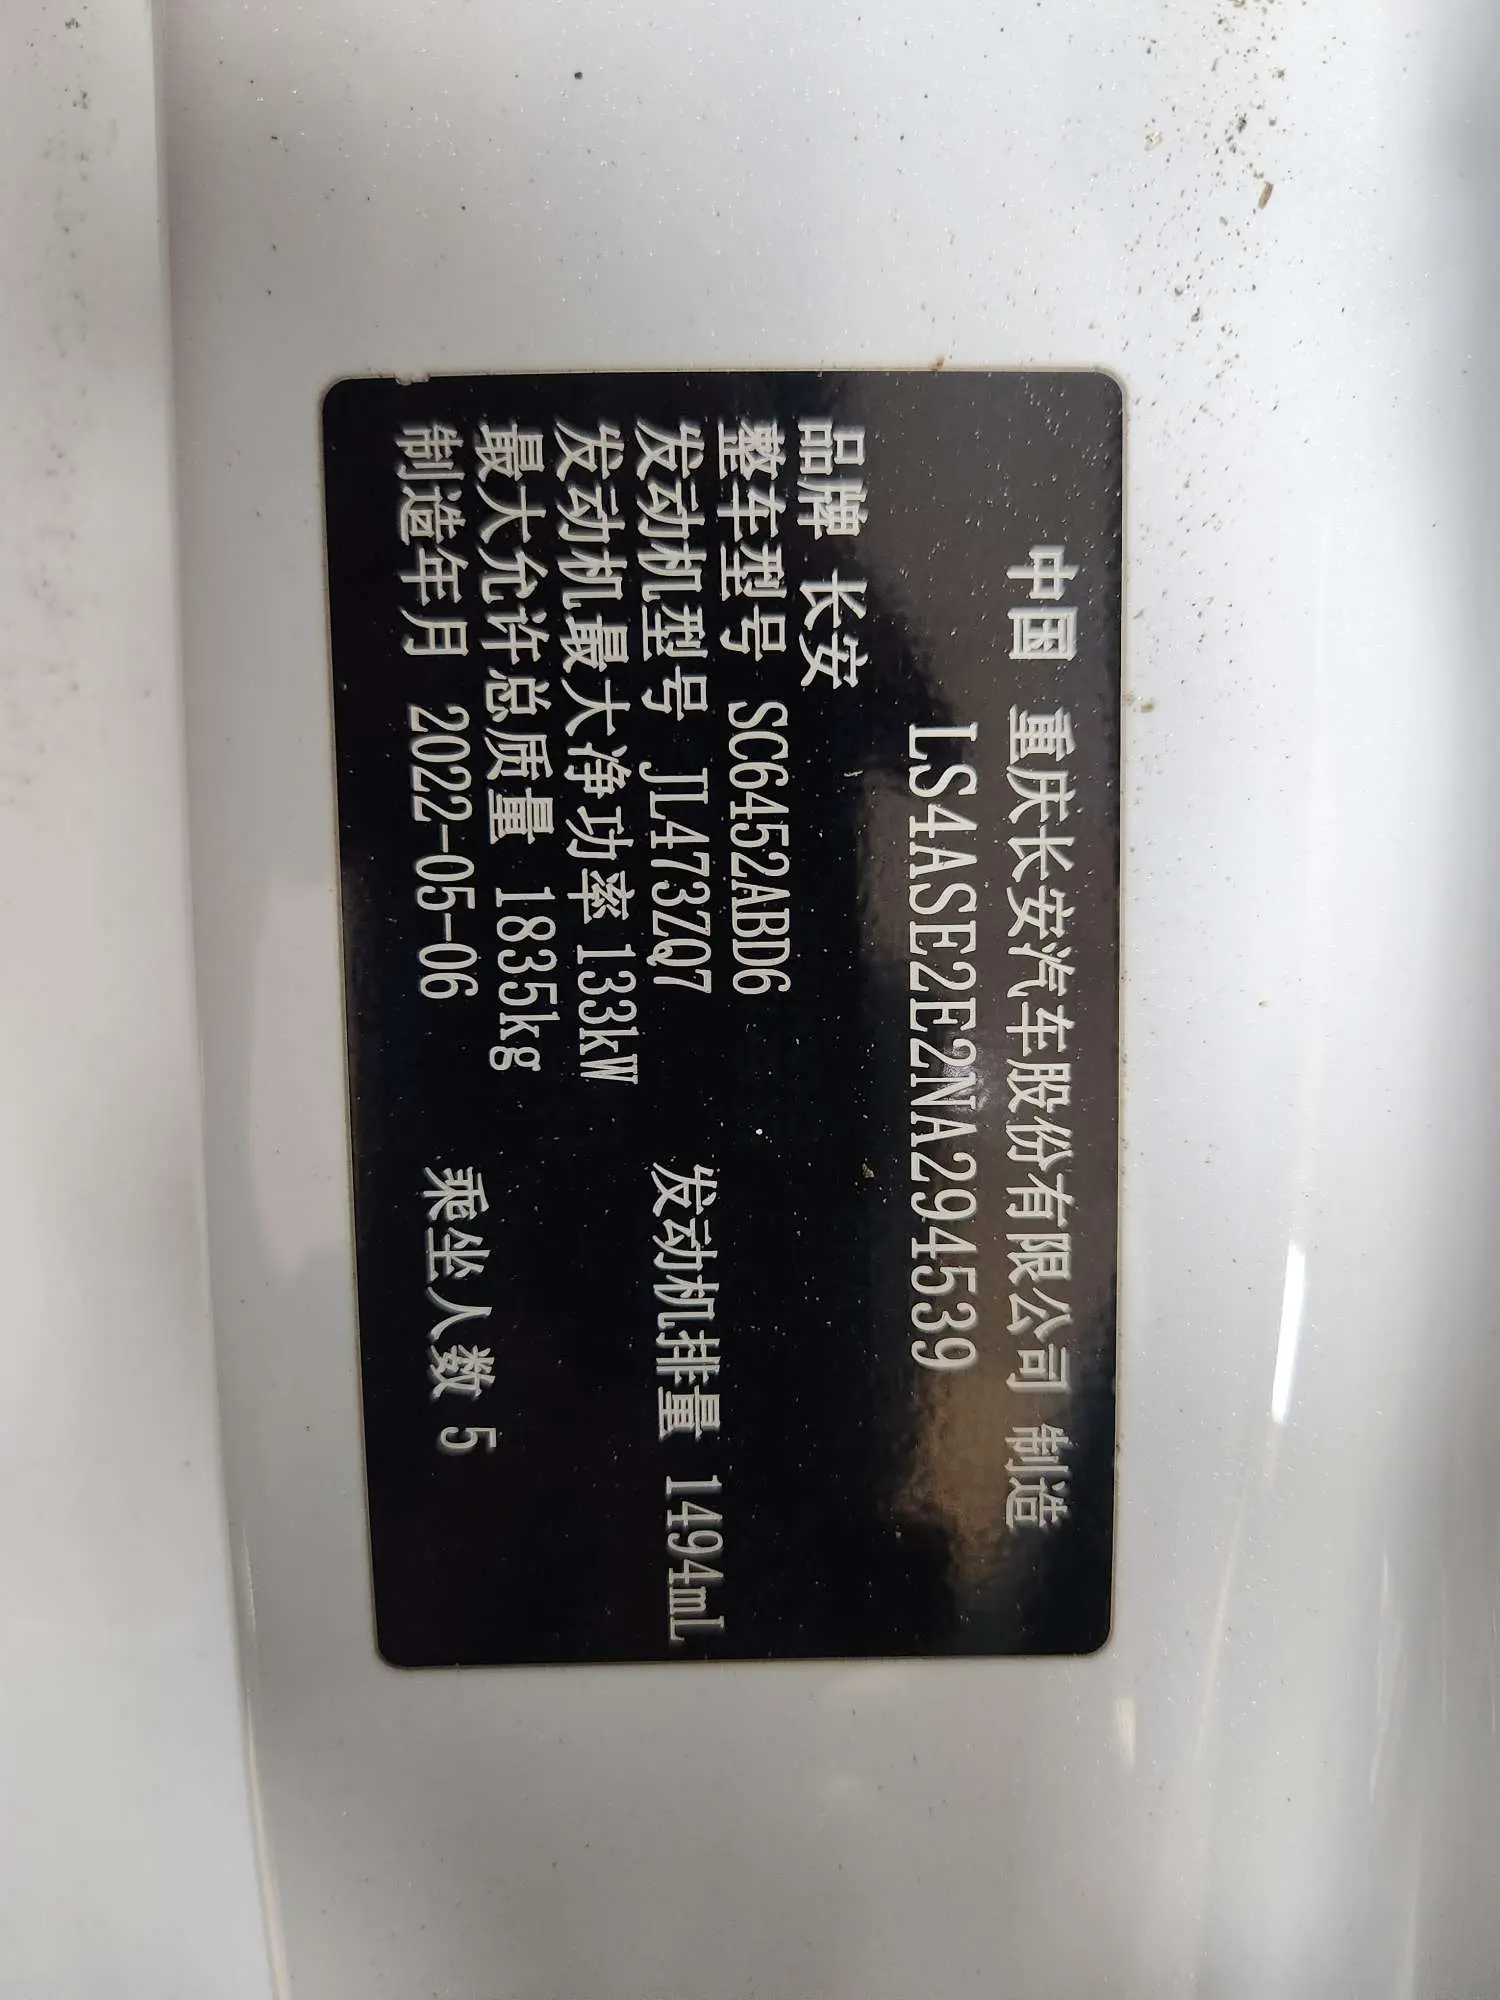 中国 重庆长安汽车股份有限公司 制造
LS4ASE2E2NA294539
品牌 长安
整车型号 SC6452ABD6
发动机型号 JL473ZQ7 发动机排量 1494mL
发动机最大净功率 133kW
最大允许总质量 1835kg
制造年月 2022-05-06 乘坐人数 5